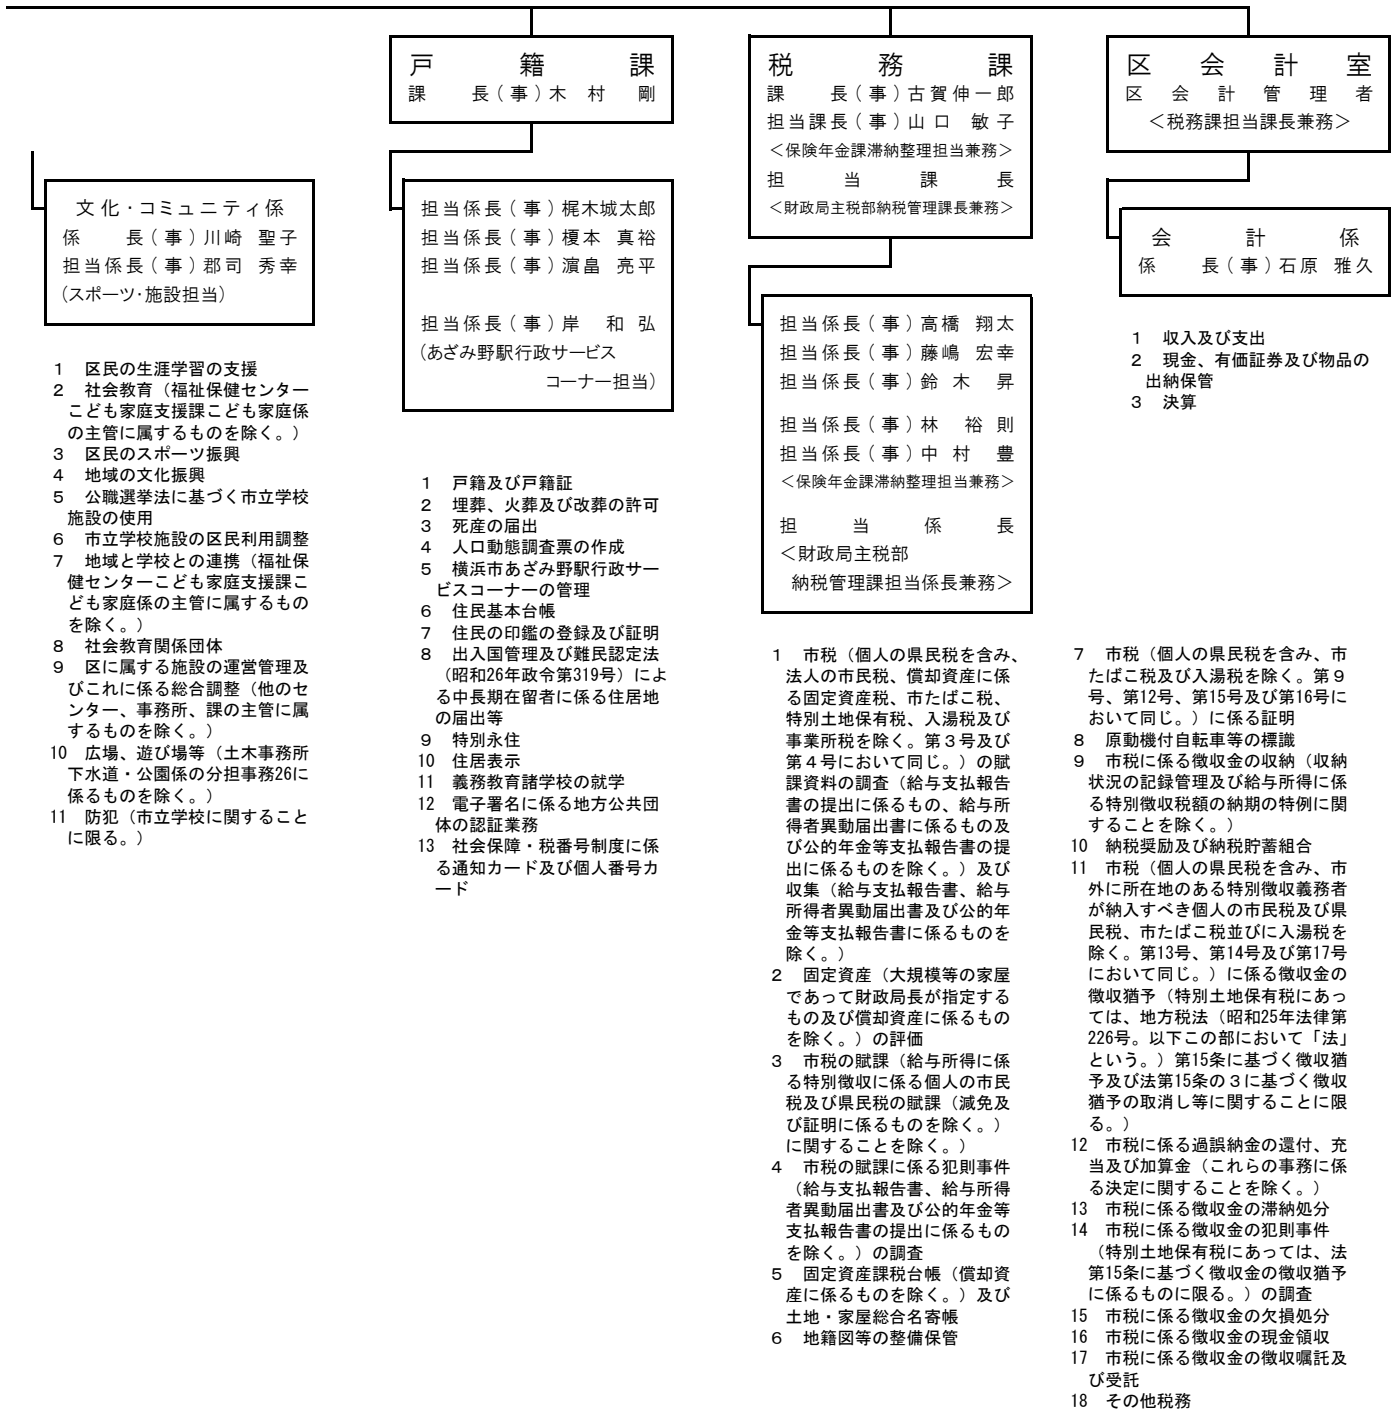 文化・コミュニティ係
係 長(事)川崎 聖子
担当係長(事)郡司 秀幸
(スポーツ・施設担当)
1 区民の生涯学習の支援
2 社会教育(福祉保健センター
こども家庭支援課こども家庭係
の主管に属するものを除く。)
3 区民のスポーツ振興
4 地域の文化振興
5 公職選挙法に基づく市立学校
施設の使用
6 市立学校施設の区民利用調整
7 地域と学校との連携(福祉保
健センターこども家庭支援課こ
ども家庭係の主管に属するもの
を除く。)
8 社会教育関係団体
9 区に属する施設の運営管理及
びこれに係る総合調整(他のセ
ンター、事務所、課の主管に属
するものを除く。)
10 広場、遊び場等(土木事務所
下水道・公園係の分担事務26に
係るものを除く。)
11 防犯(市立学校に関すること
に限る。)
戸籍課
課 長(事)木村 剛
担当係長(事)梶木城太郎
担当係長(事)榎本 真裕
担当係長(事)濵畠 亮平
担当係長(事)岸 和弘
(あざみ野駅行政サービス
コーナー担当)
1 戸籍及び戸籍証
2 埋葬、火葬及び改葬の許可
3 死産の届出
4 人口動態調査票の作成
5 横浜市あざみ野駅行政サー
ビスコーナーの管理
6 住民基本台帳
7 住民の印鑑の登録及び証明
8 出入国管理及び難民認定法
(昭和26年政令第319号)によ
る中長期在留者に係る住居地
の届出等
9 特別永住
10 住居表示
11 義務教育諸学校の就学
12 電子署名に係る地方公共団
体の認証業務
13 社会保障・税番号制度に係
る通知カード及び個人番号カ
ード
税務課
課 長(事)古賀伸一郎
担当課長(事)山口 敏子
<保険年金課滞納整理担当兼務>
担当課長
<財政局主税部納税管理課長兼務>
担当係長(事)高橋 翔太
担当係長(事)藤嶋 宏幸
担当係長(事)鈴木 昇
担当係長(事)林 裕則
担当係長(事)中村 豊
<保険年金課滞納整理担当兼務>
担当係長
<財政局主税部
納税管理課担当係長兼務>
1 市税(個人の県民税を含み、
法人の市民税、償却資産に係
る固定資産税、市たばこ税、
特別土地保有税、入湯税及び
事業所税を除く。第3号及び
第4号において同じ。)の賦
課資料の調査(給与支払報告
書の提出に係るもの、給与所
得者異動届出書に係るもの及
び公的年金等支払報告書の提
出に係るものを除く。)及び
収集(給与支払報告書、給与
所得者異動届出書及び公的年
金等支払報告書に係るものを
除く。)
2 固定資産(大規模等の家屋
であって財政局長が指定する
もの及び償却資産に係るもの
を除く。)の評価
3 市税の賦課(給与所得に係
る特別徴収に係る個人の市民
税及び県民税の賦課(減免及
び証明に係るものを除く。)
に関することを除く。)
4 市税の賦課に係る犯則事件
(給与支払報告書、給与所得
者異動届出書及び公的年金等
支払報告書の提出に係るもの
を除く。)の調査
5 固定資産課税台帳(償却資
産に係るものを除く。)及び
土地・家屋総合名寄帳
6 地籍図等の整備保管
7 市税(個人の県民税を含み、市
たばこ税及び入湯税を除く。第9
号、第12号、第15号及び第16号に
おいて同じ。)に係る証明
8 原動機付自転車等の標識
9 市税に係る徴収金の収納(収納
状況の記録管理及び給与所得に係
る特別徴収税額の納期の特例に関
することを除く。)
10 納税奨励及び納税貯蓄組合
11 市税(個人の県民税を含み、市
外に所在地のある特別徴収義務者
が納入すべき個人の市民税及び県
民税、市たばこ税並びに入湯税を
除く。第13号、第14号及び第17号
において同じ。)に係る徴収金の
徴収猶予(特別土地保有税にあっ
ては、地方税法(昭和25年法律第
226号。以下この部において「法」
という。)第15条に基づく徴収猶
予及び法第15条の3に基づく徴収
猶予の取消し等に関することに限
る。)
12 市税に係る過誤納金の還付、充
当及び加算金(これらの事務に係
る決定に関することを除く。)
13 市税に係る徴収金の滞納処分
14 市税に係る徴収金の犯則事件
(特別土地保有税にあっては、法
第15条に基づく徴収金の徴収猶予
に係るものに限る。)の調査
15 市税に係る徴収金の欠損処分
16 市税に係る徴収金の現金領収
17 市税に係る徴収金の徴収嘱託及
び受託
18 その他税務
区会計室
区会計管理者
<税務課担当課長兼務>
会計係
係 長(事)石原 雅久
1 収入及び支出
2 現金、有価証券及び物品の
出納保管
3 決算